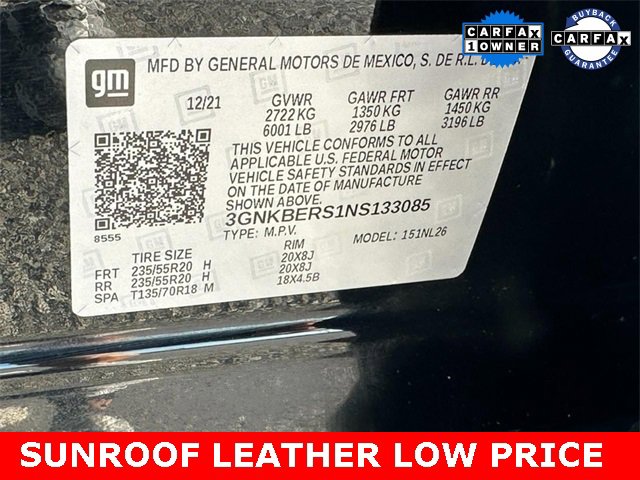 CARFAX
1 OWNER
BUYBACK
CARFAX
GUARANTEE
gm
MFD BY GENERAL MOTORS DE MEXICO, S. DE R.L. D
12/21 GVWR GAWR FRT GAWR RR
2722 KG 1350 KG 1450 KG
6001 LB 2976 LB 3196 LB
THIS VEHICLE CONFORMS TO ALL
APPLICABLE U.S. FEDERAL MOTOR
VEHICLE SAFETY STANDARDS IN EFFECT
ON THE DATE OF MANUFACTURE
SHOWN ABOVE.
3GNKBERS1NS133085
8555
TYPE: M.P.V. MODEL: 151NL26
TIRE SIZE RIM
FRT 235/55R20 H 20X8J
RR 235/55R20 H 20X8J
SPA T135/70R18 M 18X4.5B
SUNROOF LEATHER LOW PRICE